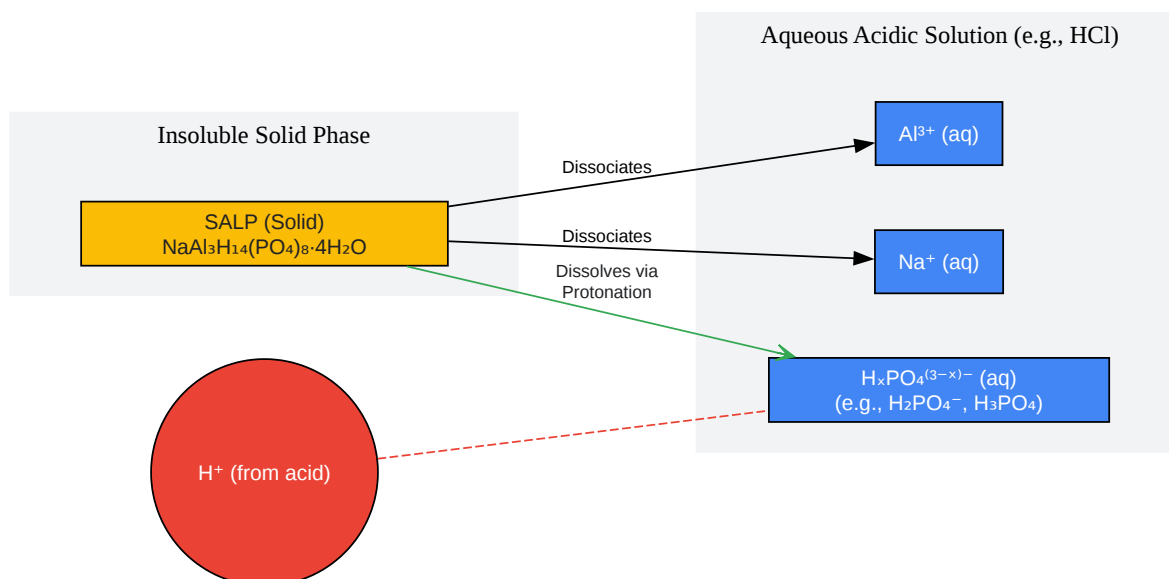 Aqueous Acidic Solution (e.g., HCl)
Insoluble Solid Phase
Al³⁺ (aq)
Dissociates
SALP (Solid)
NaAl₃H₁₄(PO₄)₈·4H₂O
Dissociates
Na⁺ (aq)
Dissolves via
Protonation
HₓPO₄⁽³⁻ˣ⁾⁻ (aq)
(e.g., H₂PO₄⁻, H₃PO₄)
H⁺ (from acid)